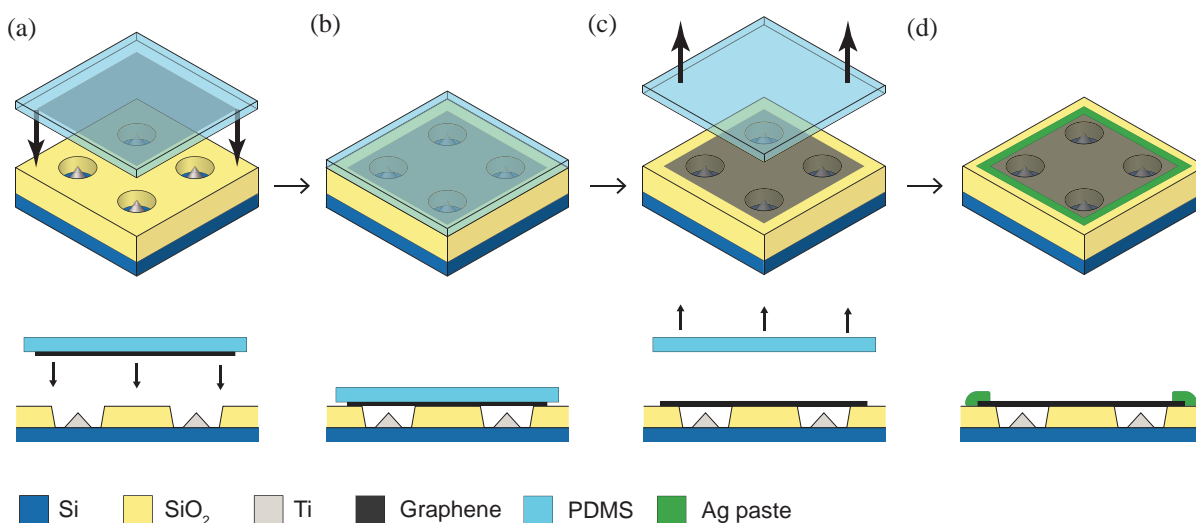 (a) (b) (c) (d)
Si SiO₂ Ti Graphene PDMS Ag paste